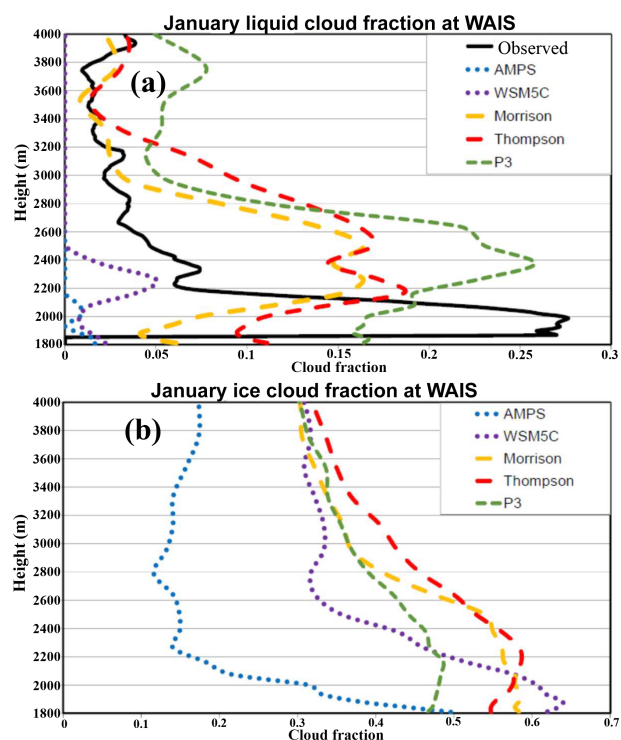 January liquid cloud fraction at WAIS
4000
3800
3600
3400
3200
3000
2800
2600
2400
2200
2000
1800
Height (m)
(a)
Observed
AMPS
WSM5C
Morrison
Thompson
P3
0 0.05 0.1 0.15 0.2 0.25 0.3
Cloud fraction
January ice cloud fraction at WAIS
4000
3800
3600
3400
3200
3000
2800
2600
2400
2200
2000
1800
Height (m)
(b)
AMPS
WSM5C
Morrison
Thompson
P3
0 0.1 0.2 0.3 0.4 0.5 0.6 0.7
Cloud fraction